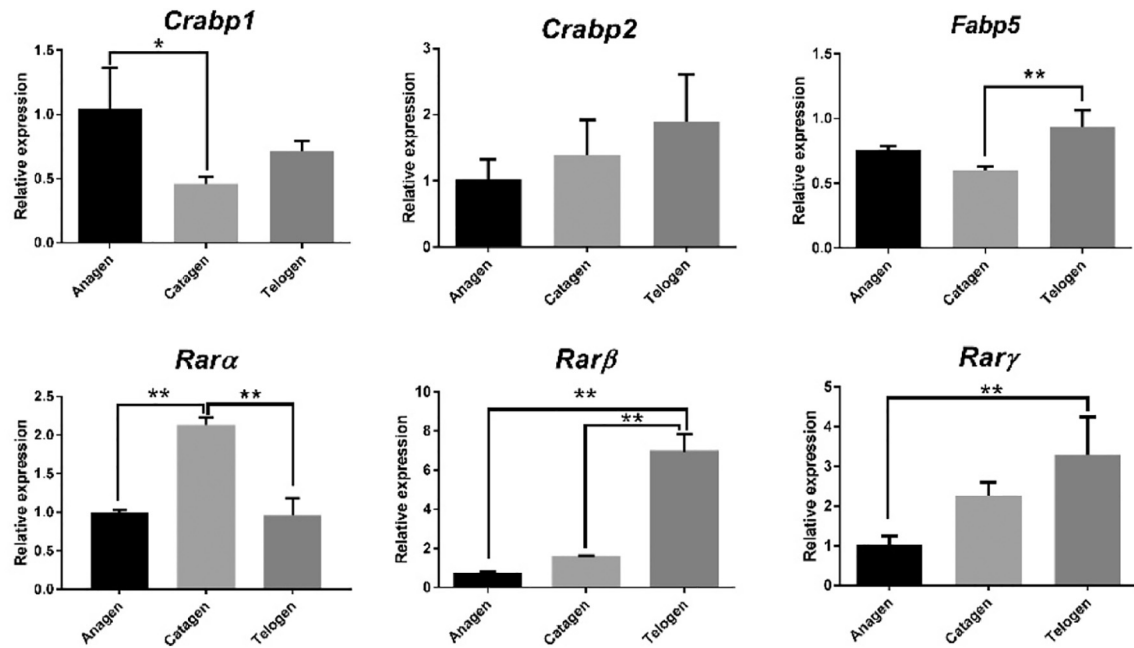 Crabp1
Relative expression
1.5
1.0
0.5
0.0
*
Anagen
Catagen
Telogen
Crabp2
Relative expression
3
2
1
0
Anagen
Catagen
Telogen
Fabp5
Relative expression
1.5
1.0
0.5
0.0
**
Anagen
Catagen
Telogen
Rarα
Relative expression
2.5
2.0
1.5
1.0
0.5
0.0
** **
Anagen
Catagen
Telogen
Rarβ
Relative expression
10
8
6
4
2
0
**
**
Anagen
Catagen
Telogen
Rarγ
Relative expression
5
4
3
2
1
0
**
Anagen
Catagen
Telogen